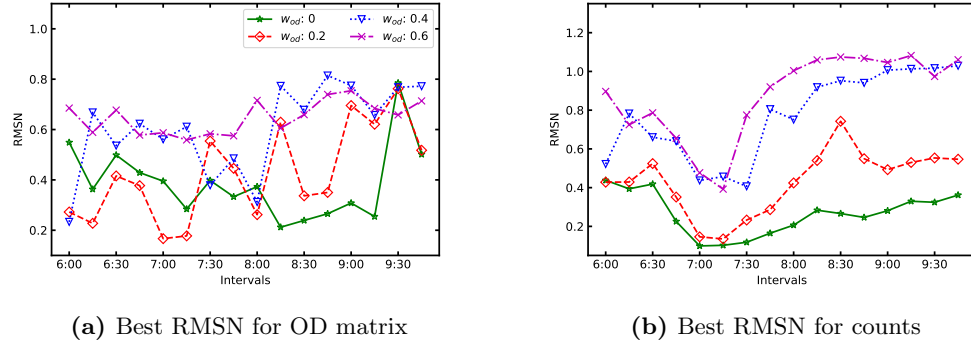 1.0
0.8
0.6
0.4
0.2
RMSN
w_od: 0
w_od: 0.2
w_od: 0.4
w_od: 0.6
6:00 6:30 7:00 7:30 8:00 8:30 9:00 9:30
Intervals
(a) Best RMSN for OD matrix
1.2
1.0
0.8
0.6
0.4
0.2
RMSN
6:00 6:30 7:00 7:30 8:00 8:30 9:00 9:30
Intervals
(b) Best RMSN for counts